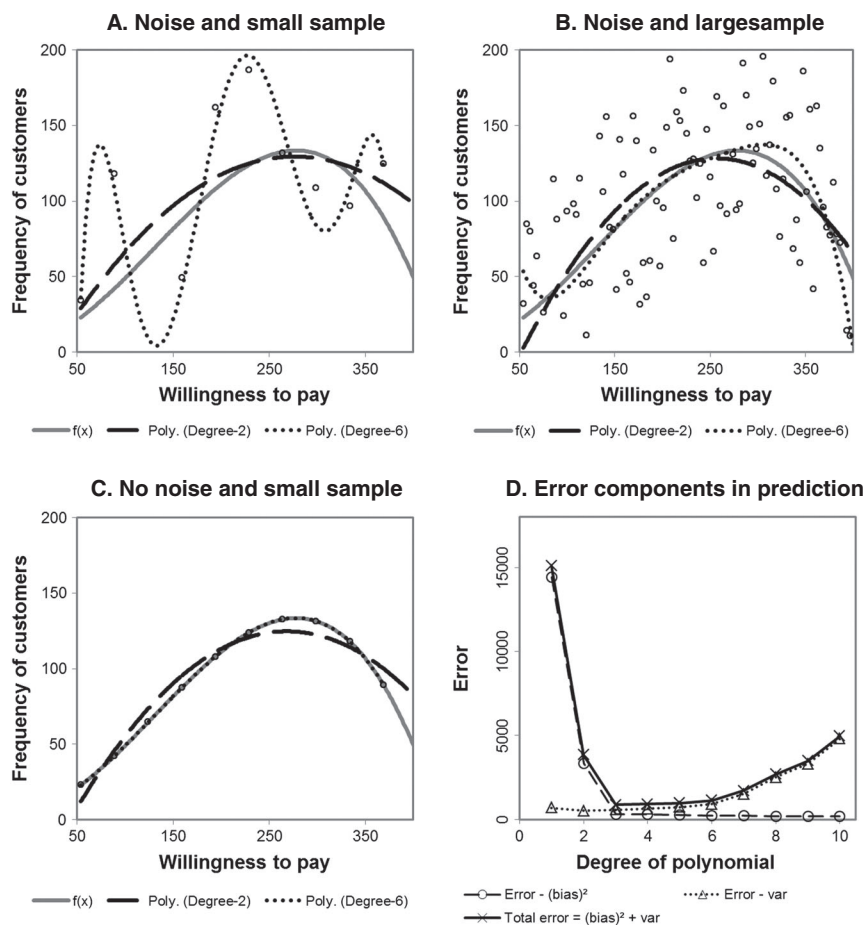 A. Noise and small sample
200
150
100
50
0
50 150 250 350
Frequency of customers
Willingness to pay
f(x) Poly. (Degree-2) Poly. (Degree-6)
B. Noise and largesample
200
150
100
50
0
50 150 250 350
Frequency of customers
Willingness to pay
f(x) Poly. (Degree-2) Poly. (Degree-6)
C. No noise and small sample
200
150
100
50
0
50 150 250 350
Frequency of customers
Willingness to pay
f(x) Poly. (Degree-2) Poly. (Degree-6)
D. Error components in prediction
15000
10000
5000
0
0 2 4 6 8 10
Error
Degree of polynomial
Error - (bias)² Error - var
Total error = (bias)² + var